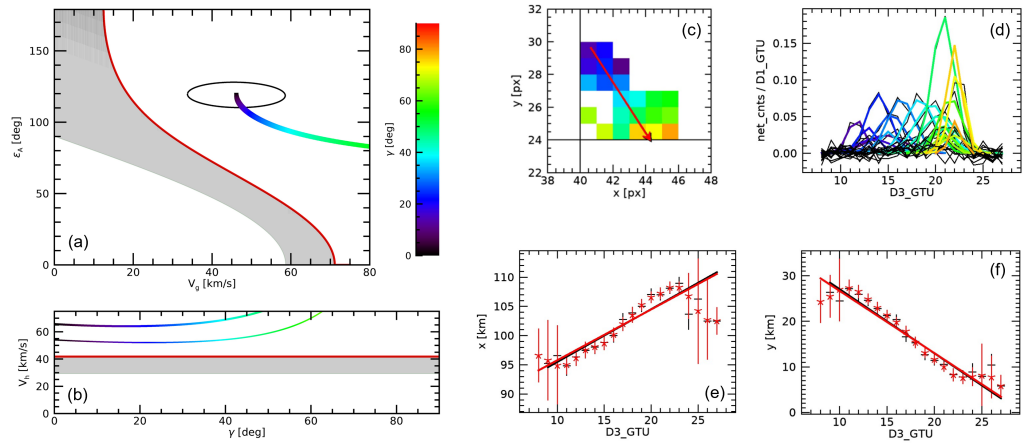 (a)
150
100
50
0
ε_A [deg]
0 20 40 60 80
V_g [km/s]
80
60
40
20
0
γ [deg]
(b)
60
40
20
0
V_h [km/s]
0 20 40 60 80
γ [deg]
(c)
32
30
28
26
24
22
y [px]
38 40 42 44 46 48
x [px]
(d)
0.15
0.10
0.05
0.00
net_cnts / D1_GTU
10 15 20 25
D3_GTU
(e)
110
105
100
95
90
x [km]
10 15 20 25
D3_GTU
(f)
30
20
10
0
y [km]
10 15 20 25
D3_GTU